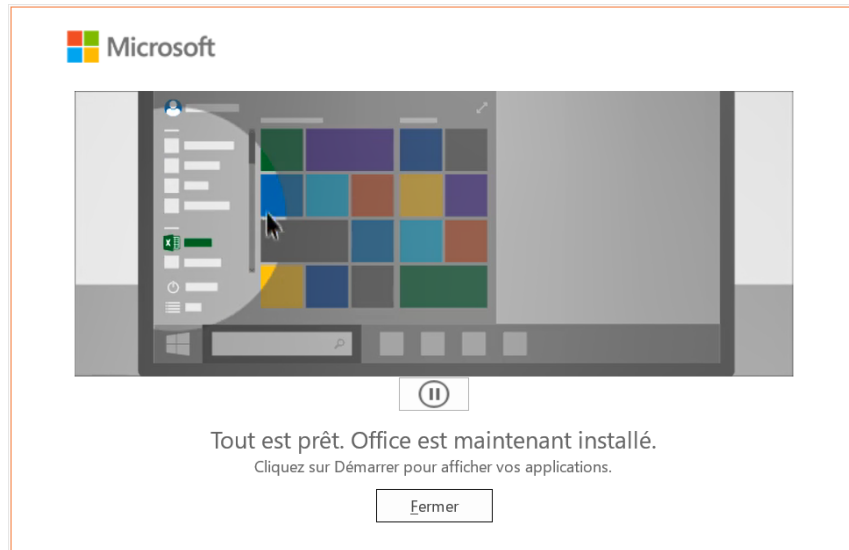 Microsoft
Tout est prêt. Office est maintenant installé.
Cliquez sur Démarrer pour afficher vos applications.
Fermer